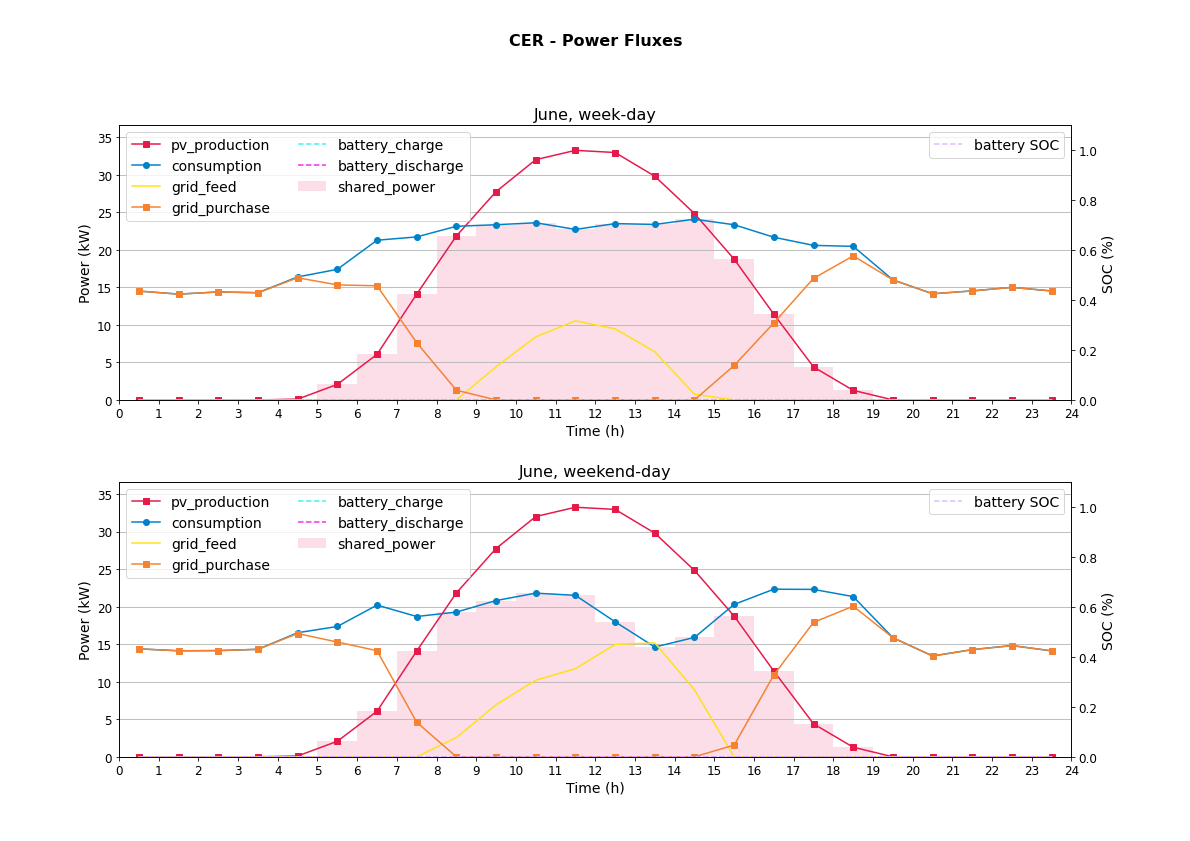 CER - Power Fluxes
June, week-day
pv_production
consumption
grid_feed
grid_purchase
battery_charge
battery_discharge
shared_power
battery SOC
Power (kW)
35
30
25
20
15
10
5
0
SOC (%)
1.0
0.8
0.6
0.4
0.2
0.0
0 1 2 3 4 5 6 7 8 9 10 11 12 13 14 15 16 17 18 19 20 21 22 23 24
Time (h)
June, weekend-day
pv_production
consumption
grid_feed
grid_purchase
battery_charge
battery_discharge
shared_power
battery SOC
Power (kW)
35
30
25
20
15
10
5
0
SOC (%)
1.0
0.8
0.6
0.4
0.2
0.0
0 1 2 3 4 5 6 7 8 9 10 11 12 13 14 15 16 17 18 19 20 21 22 23 24
Time (h)